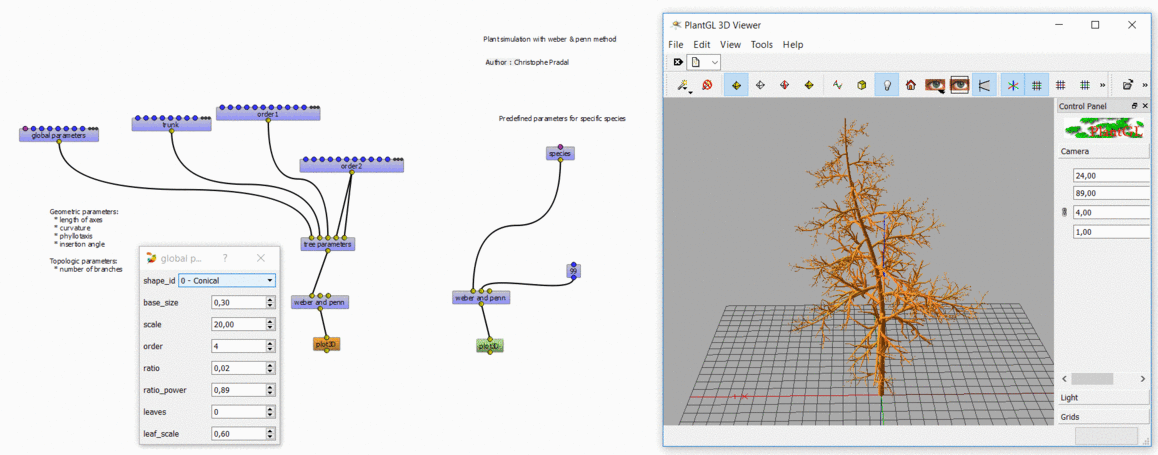 Plant simulation with weber & penn method
Author : Christophe Pradal
Predefined parameters for specific species
global parameters
trunk
order1
order2
species
Geometric parameters:
* length of axes
* curvature
* phyllotaxis
* insertion angle
Topologic parameters:
* number of branches
tree parameters
weber and penn
plot3D
98
weber and penn
plot3D
global p...
?
shape_id 0 - Conical
base_size 0,30
scale 20,00
order 4
ratio 0,02
ratio_power 0,89
leaves 0
leaf_scale 0,60
PlantGL 3D Viewer
File Edit View Tools Help
Control Panel
PlantGL
Camera
24,00
89,00
4,00
1,00
Light
Grids
X